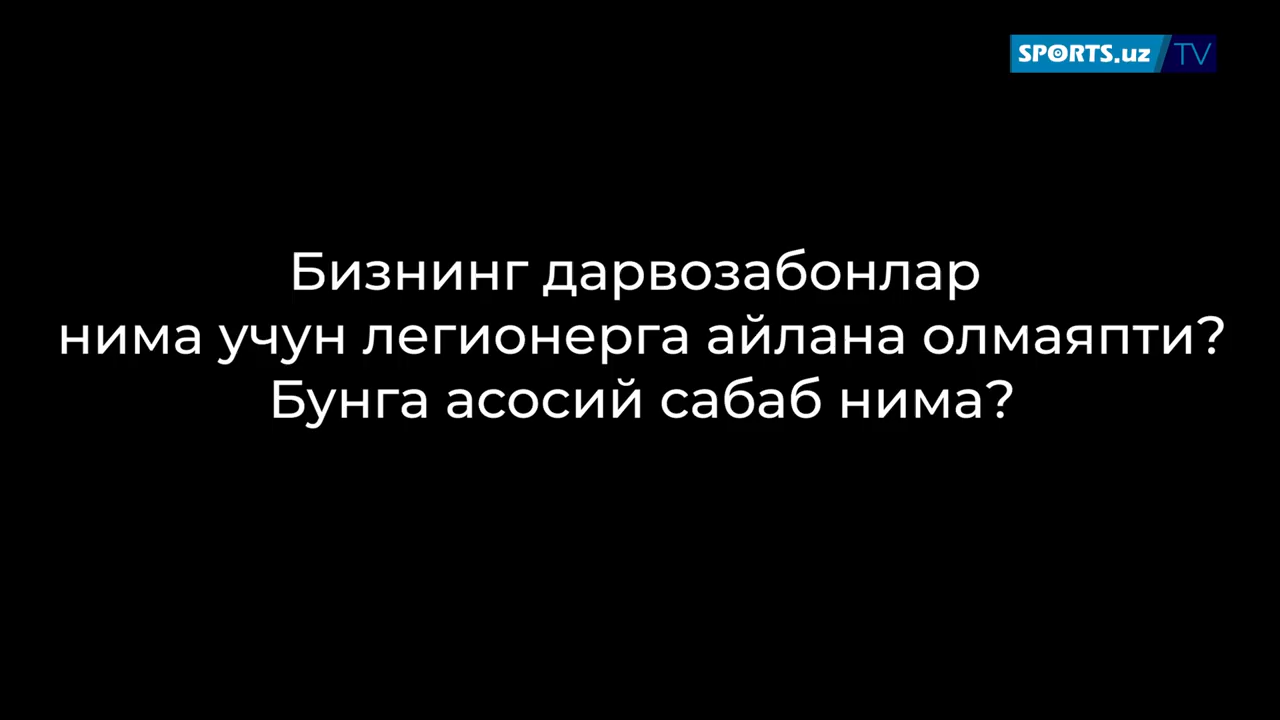 SPORTS.uz TV
Бизнинг дарвозабонлар
нима учун легионерга айлана олмаяпти?
Бунга асосий сабаб нима?